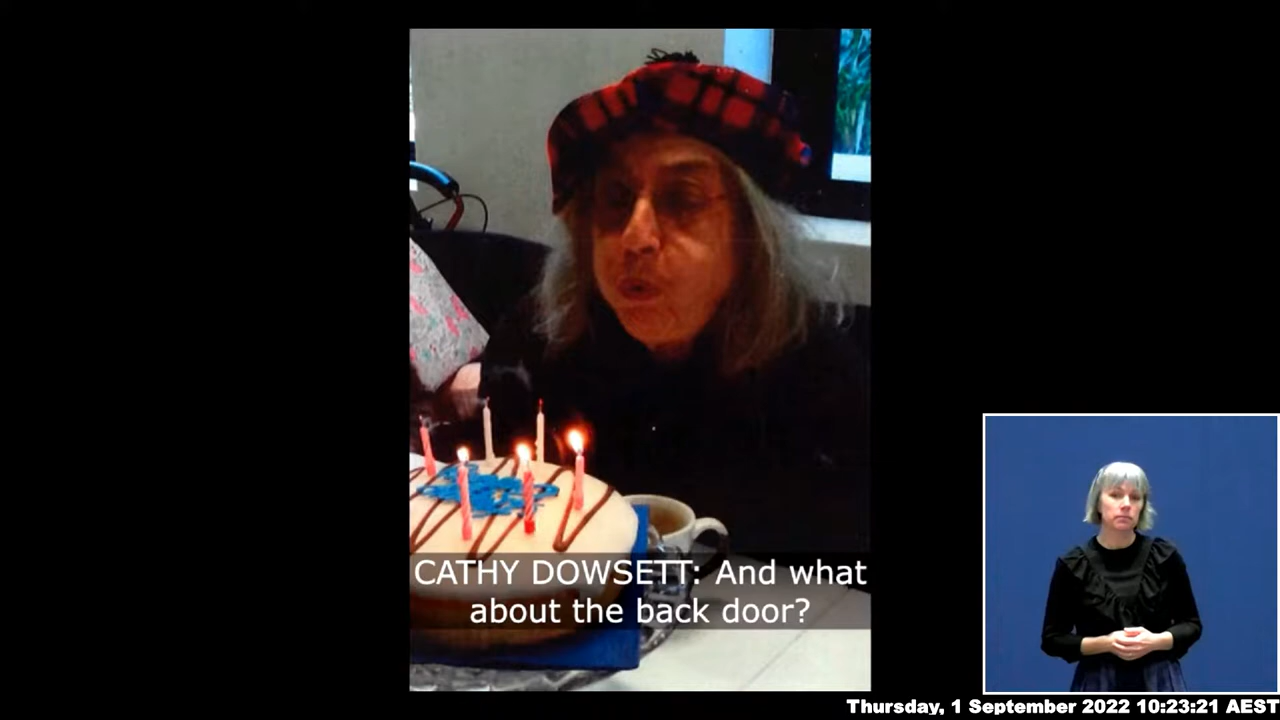 CATHY DOWSETT: And what
about the back door?
Thursday, 1 September 2022 10:23:21 AEST